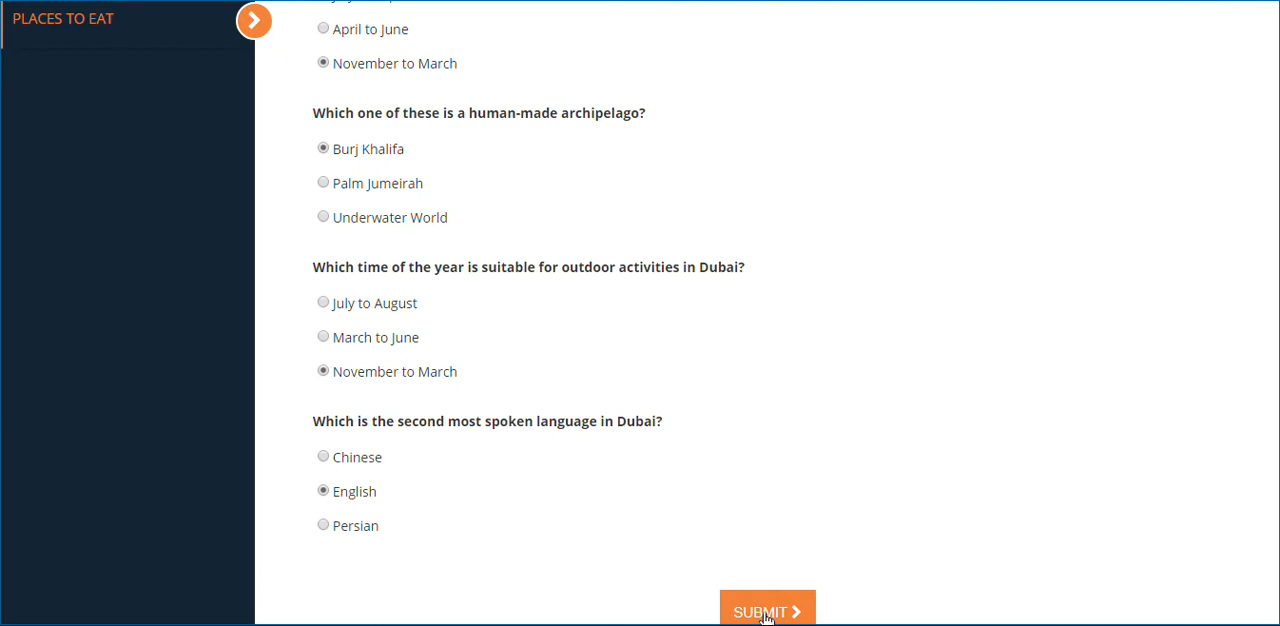 PLACES TO EAT
April to June
November to March
Which one of these is a human-made archipelago?
Burj Khalifa
Palm Jumeirah
Underwater World
Which time of the year is suitable for outdoor activities in Dubai?
July to August
March to June
November to March
Which is the second most spoken language in Dubai?
Chinese
English
Persian
SUBMIT